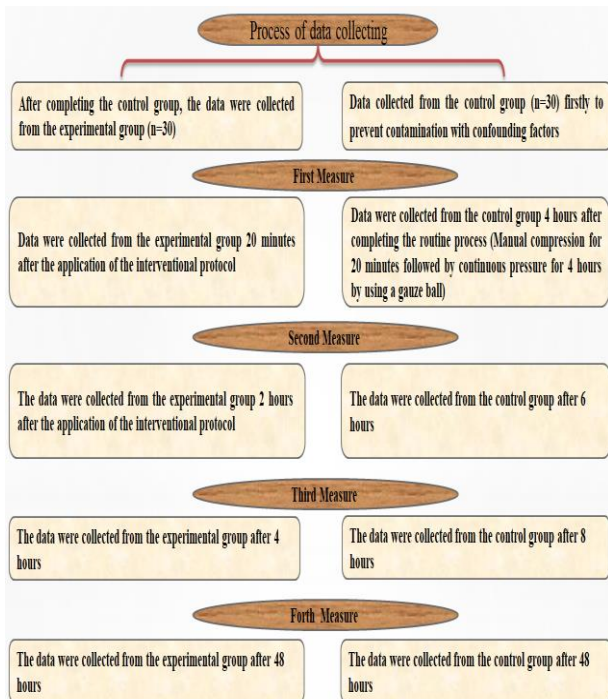 Process of data collecting
After completing the control group, the data were collected
from the experimental group (n=30)
Data collected from the control group (n=30) firstly to
prevent contamination with confounding factors
First Measure
Data were collected from the experimental group 20 minutes
after the application of the interventional protocol
Data were collected from the control group 4 hours after
completing the routine process (Manual compression for
20 minutes followed by continuous pressure for 4 hours
by using a gauze ball)
Second Measure
The data were collected from the experimental group 2 hours
after the application of the interventional protocol
The data were collected from the control group after 6
hours
Third Measure
The data were collected from the experimental group after 4
hours
The data were collected from the control group after 8
hours
Forth Measure
The data were collected from the experimental group after 48
hours
The data were collected from the control group after 48
hours